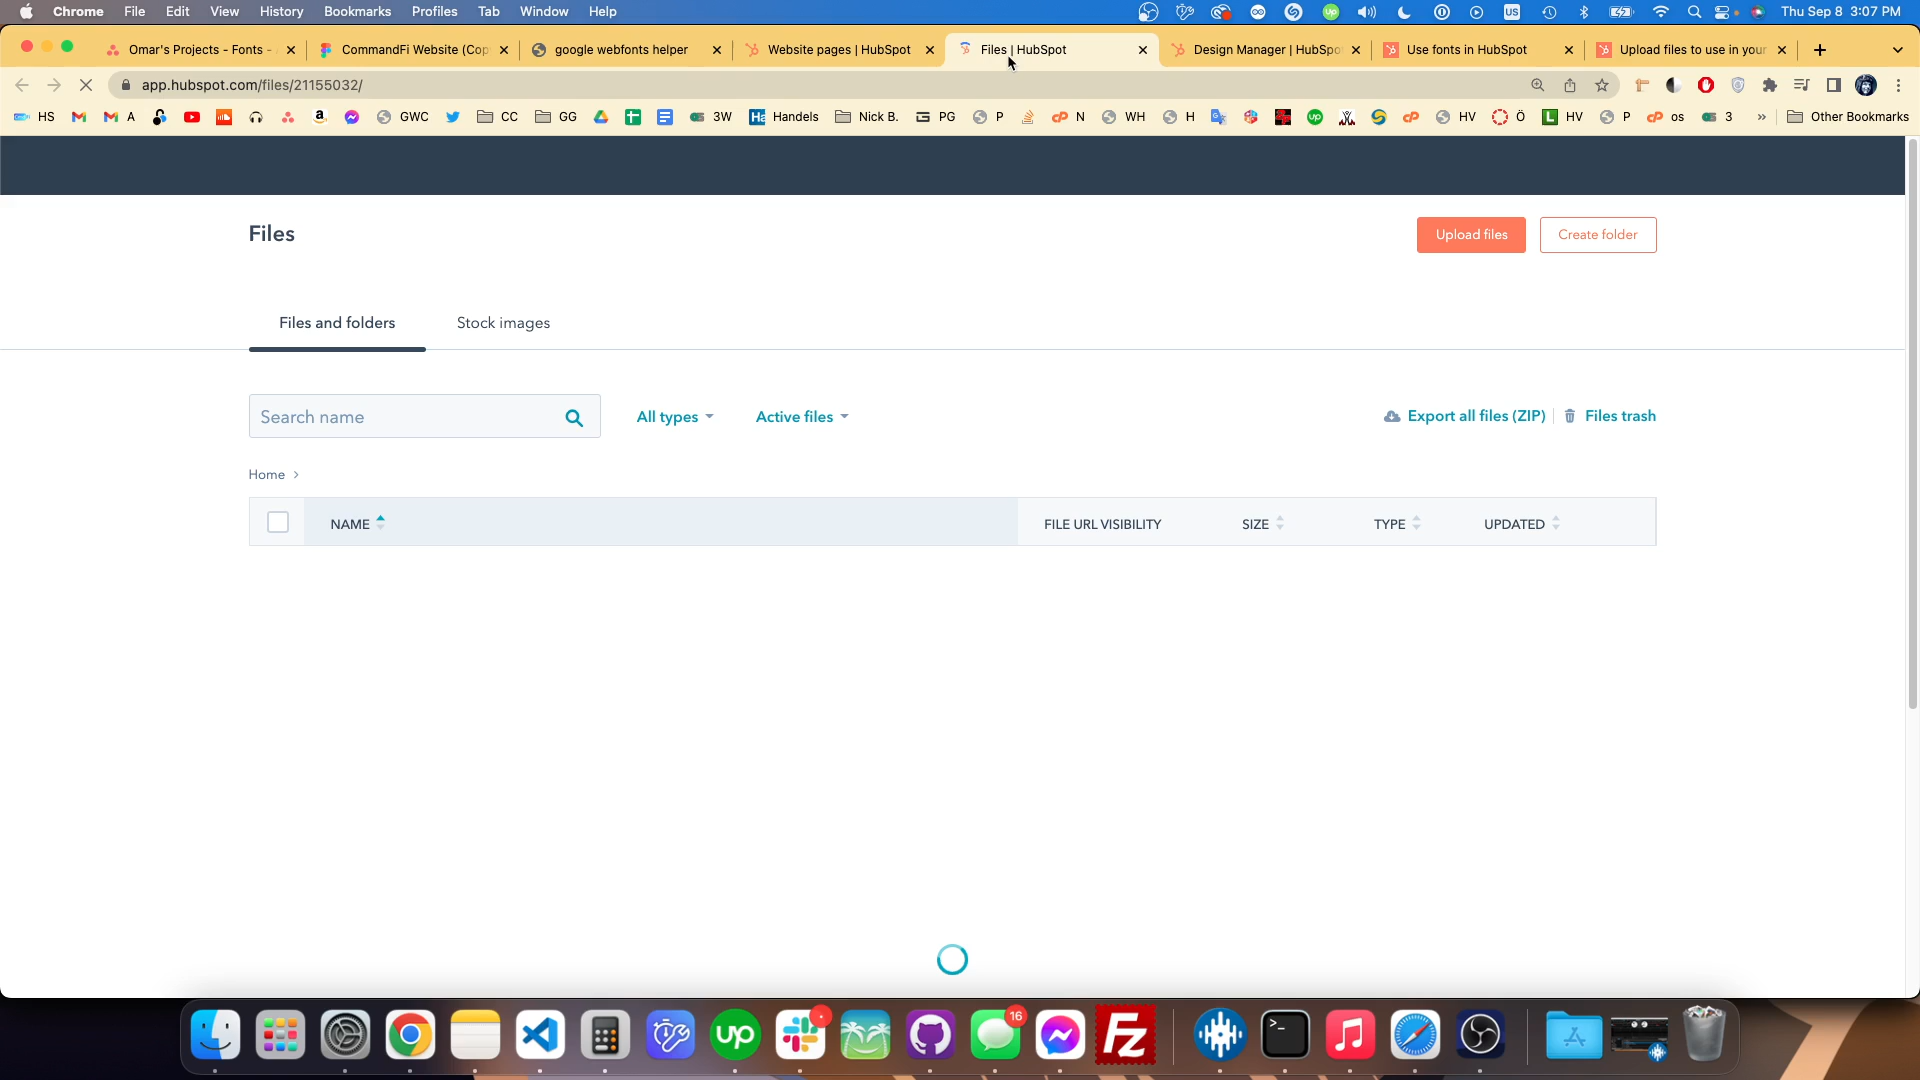 Chrome File Edit View History Bookmarks Profiles Tab Window Help
US
Thu Sep 8 3:07 PM
Omar's Projects - Fonts -
CommandFi Website (Cop
google webfonts helper
Website pages | HubSpot
Files | HubSpot
Design Manager | HubSpo
Use fonts in HubSpot
Upload files to use in your
app.hubspot.com/files/21155032/
HS
A
GWC
CC
GG
3W
Handels
Nick B.
PG
P
N
WH
H
HV
Ö
HV
P
os
3
»
Other Bookmarks
Files
Upload files
Create folder
Files and folders
Stock images
Search name
All types
Active files
Export all files (ZIP)
Files trash
Home >
NAME
FILE URL VISIBILITY
SIZE
TYPE
UPDATED
up
16
Fz